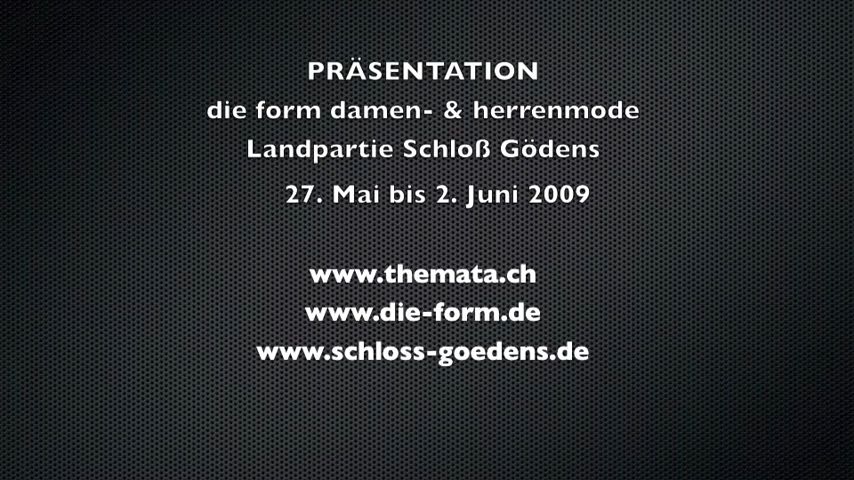 PRÄSENTATION
die form damen- & herrenmode
Landpartie Schloß Gödens
27. Mai bis 2. Juni 2009
www.themata.ch
www.die-form.de
www.schloss-goedens.de